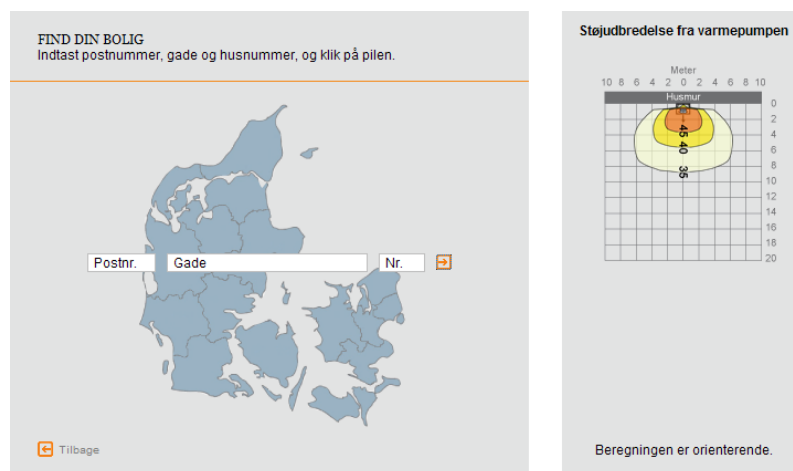 FIND DIN BOLIG
Indtast postnummer, gade og husnummer, og klik på pilen.
Postnr. Gade Nr.
Tilbage
Støjudbredelse fra varmepumpen
Meter
10 8 6 4 2 0 2 4 6 8 10
Husmur
0
2
4
6
8
10
12
14
16
18
20
45 40 35
Beregningen er orienterende.